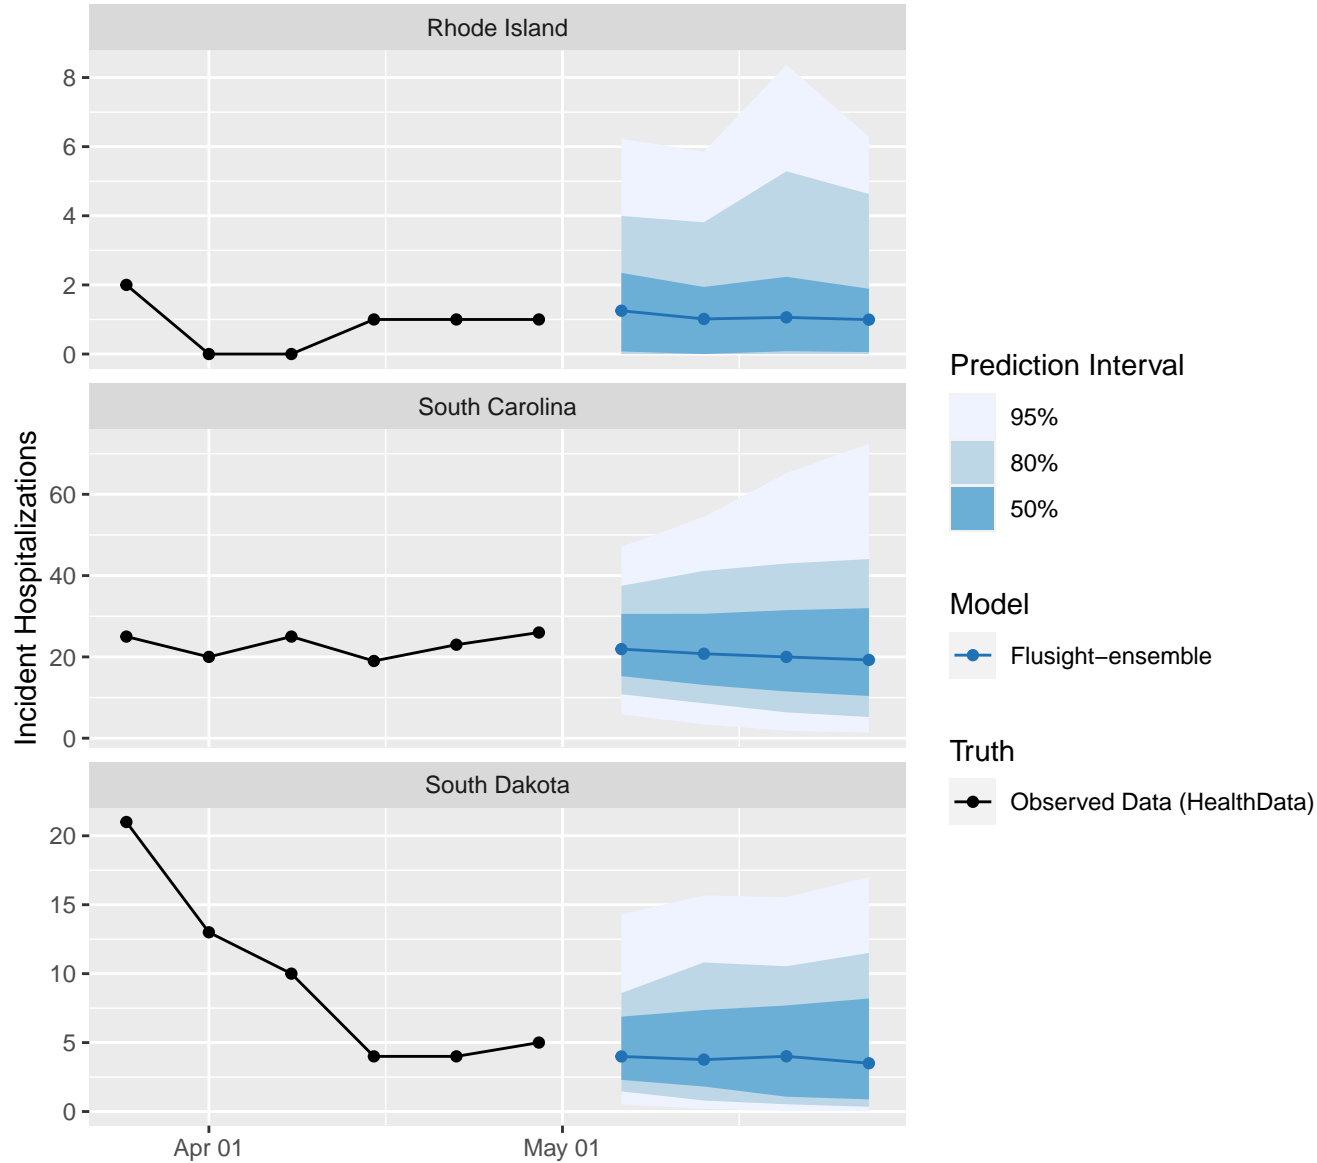 Rhode Island
8
6
4
2
0
South Carolina
60
40
20
0
South Dakota
20
15
10
5
0
Apr 01
May 01
Incident Hospitalizations
Prediction Interval
95%
80%
50%
Model
Flusight−ensemble
Truth
Observed Data (HealthData)